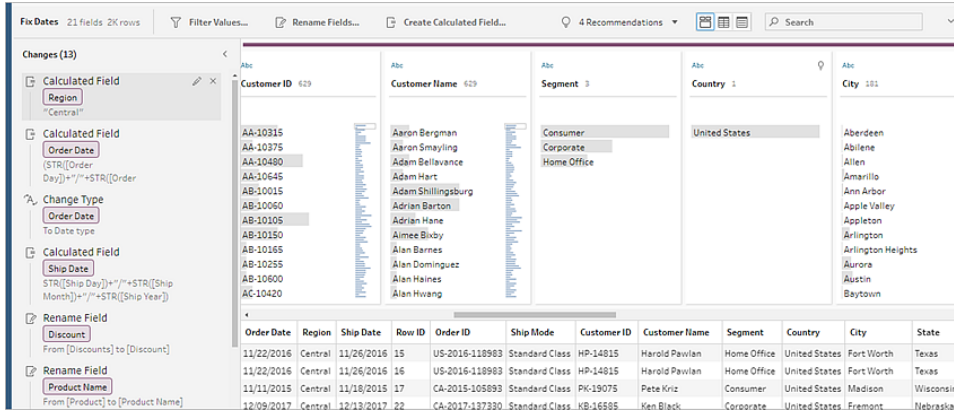 Fix Dates 21 fields 2K rows Filter Values... Rename Fields... Create Calculated Field... 4 Recommendations Search
Changes (13)
Calculated Field
Region
"Central"
Calculated Field
Order Date
(STR([Order
Day])+"/"+STR([Order
Change Type
Order Date
To Date type
Calculated Field
Ship Date
STR([Ship Day])+"/"+STR([Ship
Month])+"/"+STR([Ship Year])
Rename Field
Discount
From [Discounts] to [Discount]
Rename Field
Product Name
From [Product] to [Product Name]
Abc Abc Abc Abc Abc
Customer ID 629 Customer Name 629 Segment 3 Country 1 City 181
AA-10315 Aaron Bergman Consumer United States Aberdeen
AA-10375 Aaron Smayling Corporate Abilene
AA-10480 Adam Bellavance Home Office Allen
AA-10645 Adam Hart Amarillo
AB-10015 Adam Shillingsburg Ann Arbor
AB-10060 Adrian Barton Apple Valley
AB-10105 Adrian Hane Appleton
AB-10150 Aimee Bixby Arlington
AB-10165 Alan Barnes Arlington Heights
AB-10255 Alan Dominguez Aurora
AB-10600 Alan Haines Austin
AC-10420 Alan Hwang Baytown
Order Date Region Ship Date Row ID Order ID Ship Mode Customer ID Customer Name Segment Country City State
11/22/2016 Central 11/26/2016 15 US-2016-118983 Standard Class HP-14815 Harold Pawlan Home Office United States Fort Worth Texas
11/22/2016 Central 11/26/2016 16 US-2016-118983 Standard Class HP-14815 Harold Pawlan Home Office United States Fort Worth Texas
11/11/2015 Central 11/18/2015 17 CA-2015-105893 Standard Class PK-19075 Pete Kriz Consumer United States Madison Wisconsin
12/09/2017 Central 12/13/2017 22 CA-2017-137330 Standard Class KB-16585 Ken Black Corporate United States Fremont Nebraska